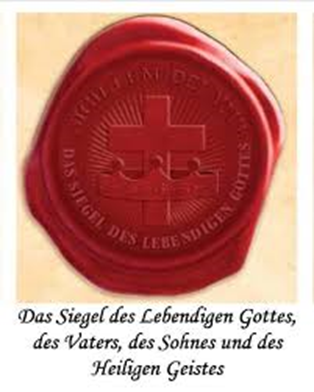 DAS SIEGEL DES LEBENDIGEN GOTTES
Das Siegel des Lebendigen Gottes,
des Vaters, des Sohnes und des
Heiligen Geistes